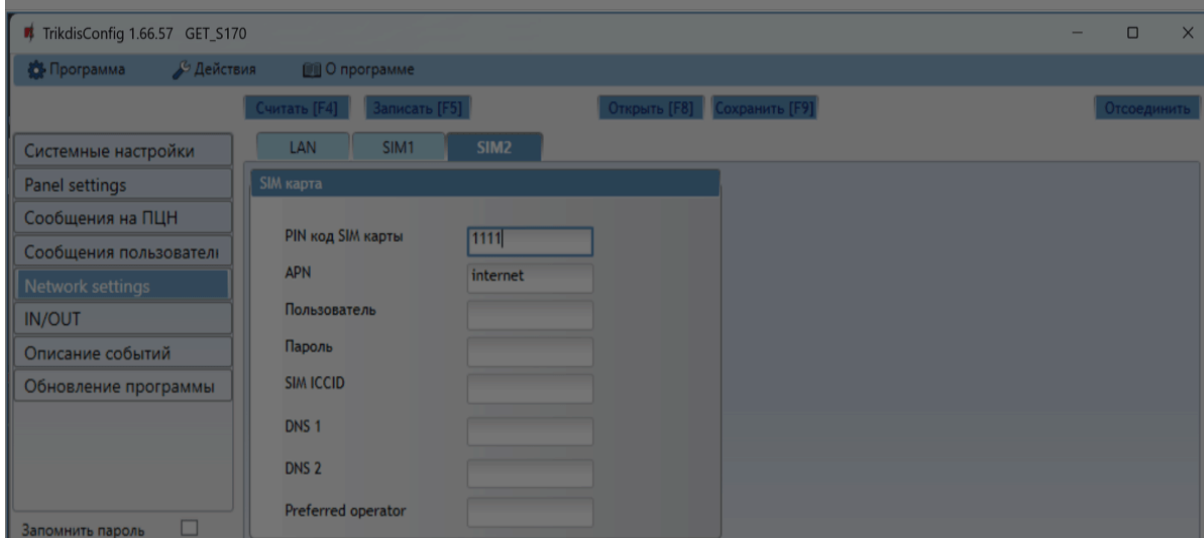 TrikdisConfig 1.66.57 GET_S170
Программа Действия О программе
Считать [F4] Записать [F5] Открыть [F8] Сохранить [F9] Отсоединить
LAN SIM1 SIM2
Системные настройки
Panel settings
Сообщения на ПЦН
Сообщения пользовател
Network settings
IN/OUT
Описание событий
Обновление программы
Запомнить пароль
SIM карта
PIN код SIM карты 1111
APN internet
Пользователь
Пароль
SIM ICCID
DNS 1
DNS 2
Preferred operator